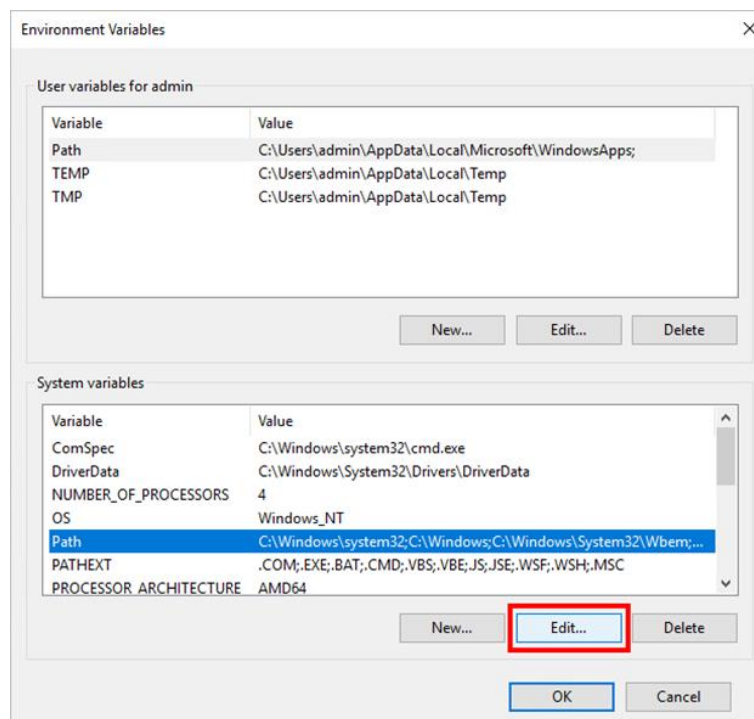 Environment Variables
User variables for admin
Variable Value
Path C:\Users\admin\AppData\Local\Microsoft\WindowsApps;
TEMP C:\Users\admin\AppData\Local\Temp
TMP C:\Users\admin\AppData\Local\Temp
New... Edit... Delete
System variables
Variable Value
ComSpec C:\Windows\system32\cmd.exe
DriverData C:\Windows\System32\Drivers\DriverData
NUMBER_OF_PROCESSORS 4
OS Windows_NT
Path C:\Windows\system32;C:\Windows;C:\Windows\System32\Wbem;...
PATHEXT .COM;.EXE;.BAT;.CMD;.VBS;.VBE;.JS;.JSE;.WSF;.WSH;.MSC
PROCESSOR_ARCHITECTURE AMD64
New... Edit... Delete
OK Cancel